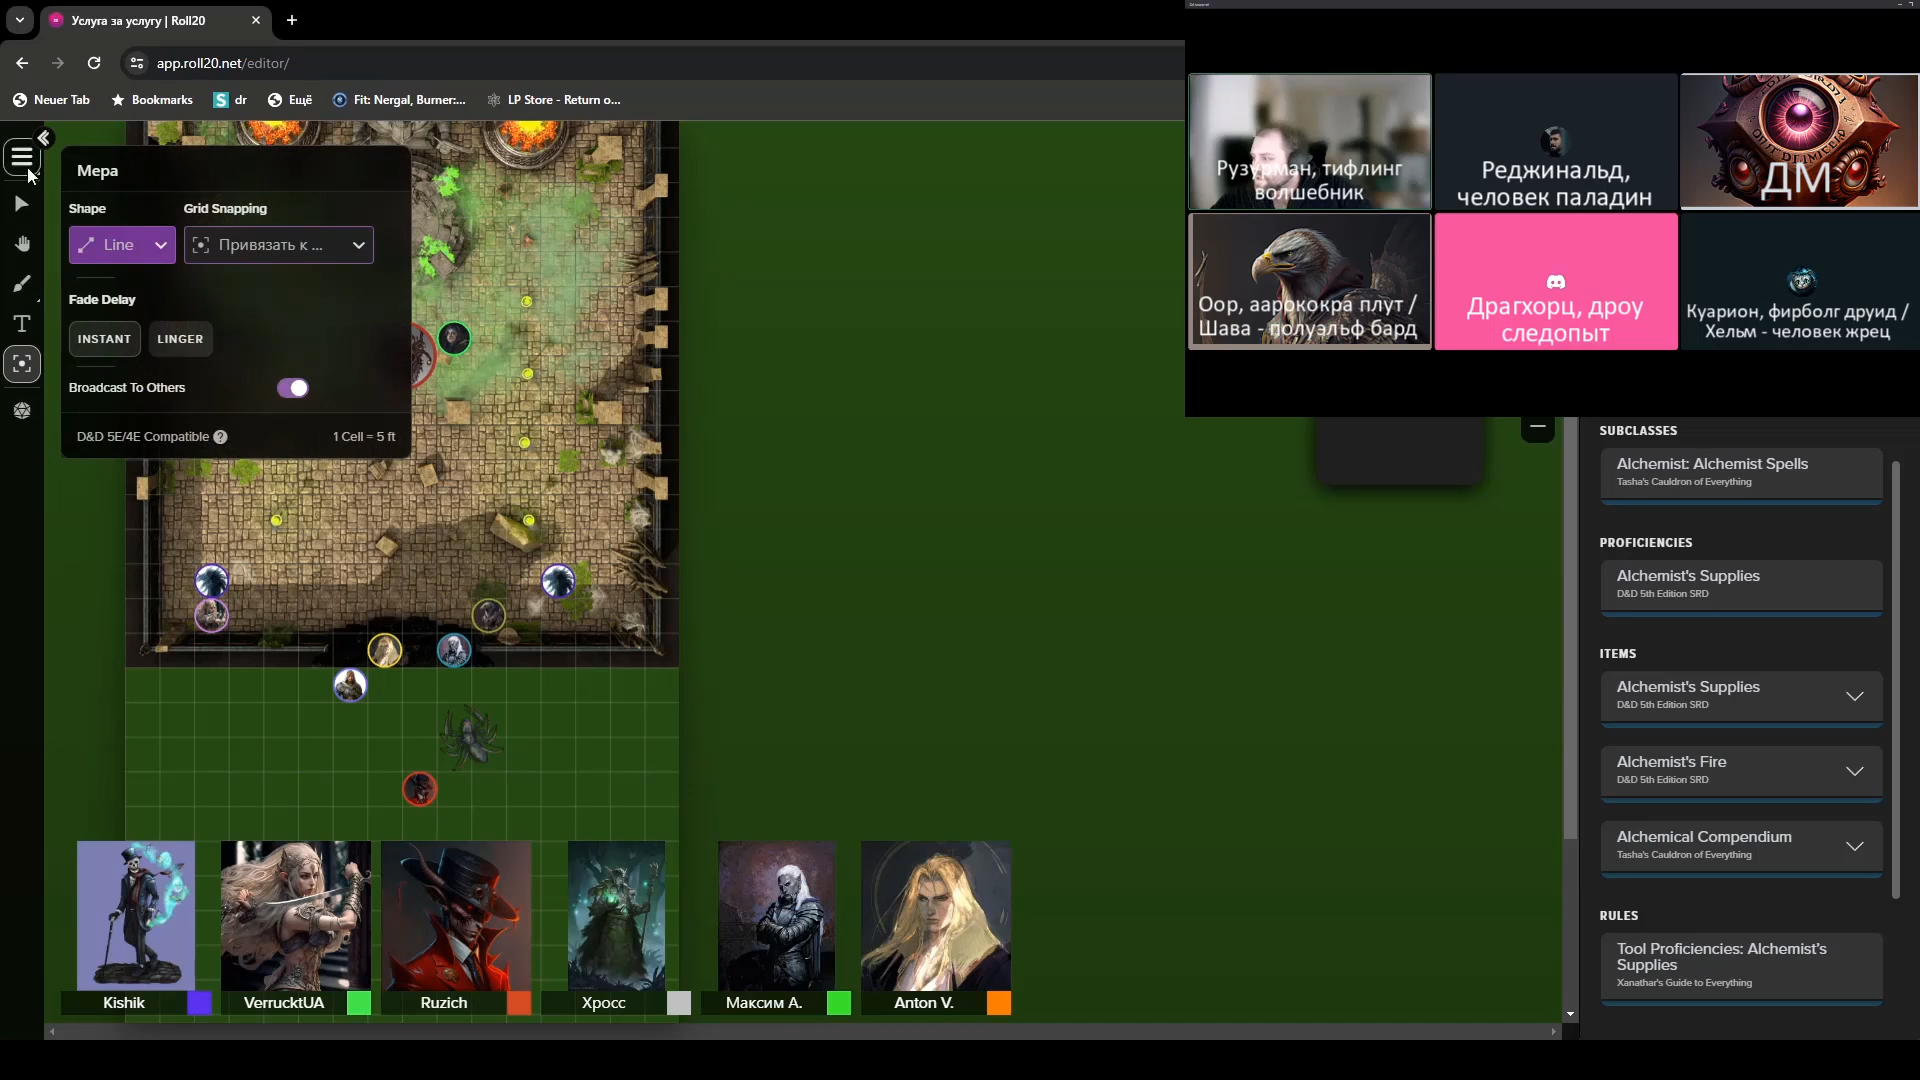 Услуга за услугу | Roll20
app.roll20.net/editor/
Neuer Tab
Bookmarks
dr
Ещё
Fit: Nergal, Burner:...
LP Store - Return o...
Мера
Shape
Grid Snapping
Line
Привязать к ...
Fade Delay
INSTANT
LINGER
Broadcast To Others
D&D 5E/4E Compatible
1 Cell = 5 ft
Рузурман, тифлинг
волшебник
Реджинальд,
человек паладин
ДМ
Оор,ааrококра плут /
Шава - полуэльф бард
Драгхорц, дроу
следопыт
Куарион, фирболг друид /
Хельм - человек жрец
SUBCLASSES
Alchemist: Alchemist Spells
Tasha's Cauldron of Everything
PROFICIENCIES
Alchemist's Supplies
D&D 5th Edition SRD
ITEMS
Alchemist's Supplies
D&D 5th Edition SRD
Alchemist's Fire
D&D 5th Edition SRD
Alchemical Compendium
Tasha's Cauldron of Everything
RULES
Tool Proficiencies: Alchemist's
Supplies
Xanathar's Guide to Everything
Kishik
VerrucktUA
Ruzich
Хросс
Максим А.
Anton V.